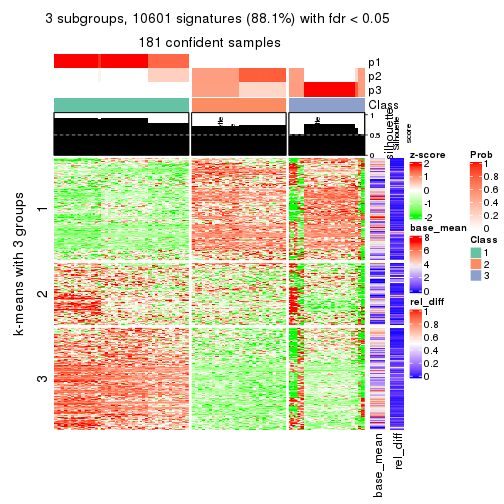 3 subgroups, 10601 signatures (88.1%) with fdr < 0.05
181 confident samples
p1
p2
p3
Class
1
0.5
0
silhouette
silhouette
score
k-means with 3 groups
1
2
3
base_mean
rel_diff
z-score
2
1
0
-1
-2
base_mean
8
6
4
2
0
rel_diff
1
0.8
0.6
0.4
0.2
0
Prob
1
0.8
0.6
0.4
0.2
0
Class
1
2
3